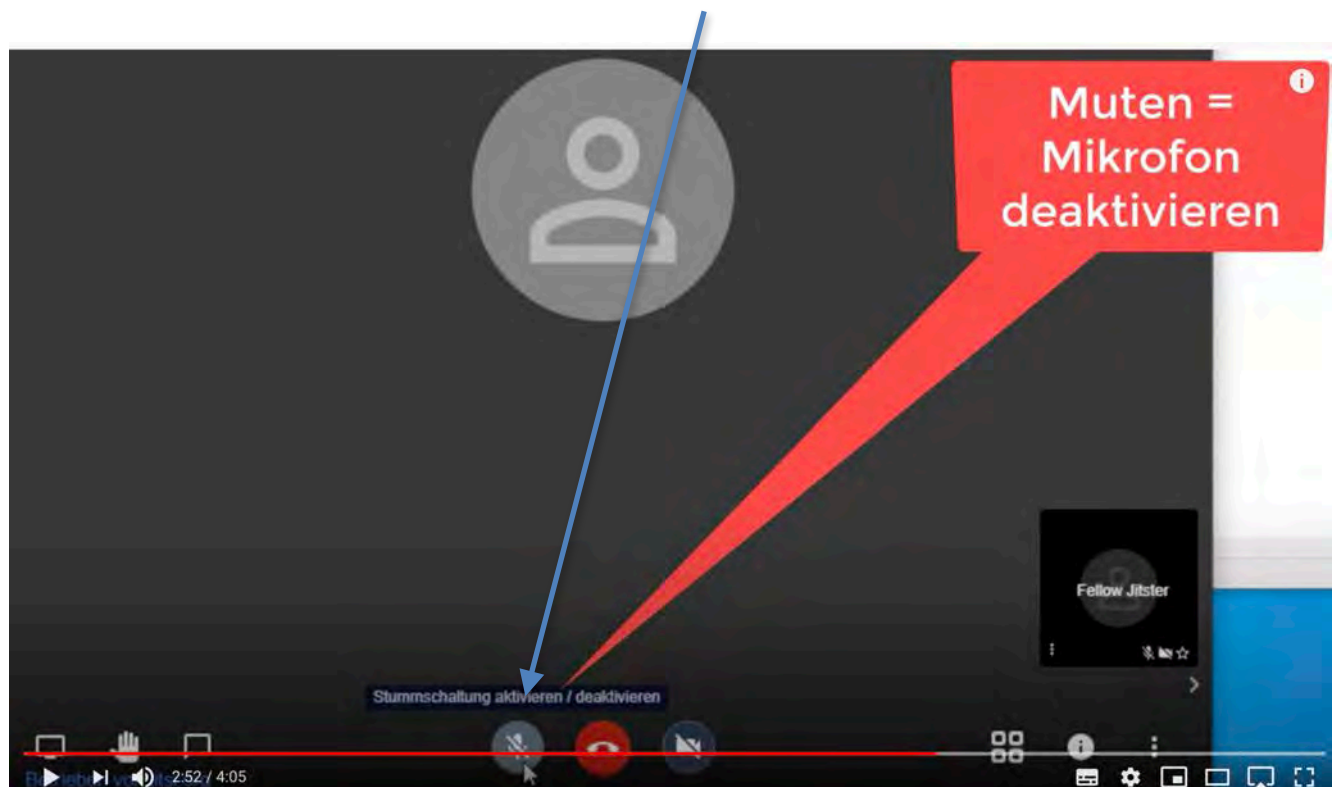 Muten =
Mikrofon
deaktivieren
Fellow Jitster
Stummschaltung aktivieren / deaktivieren
2:52 / 4:05